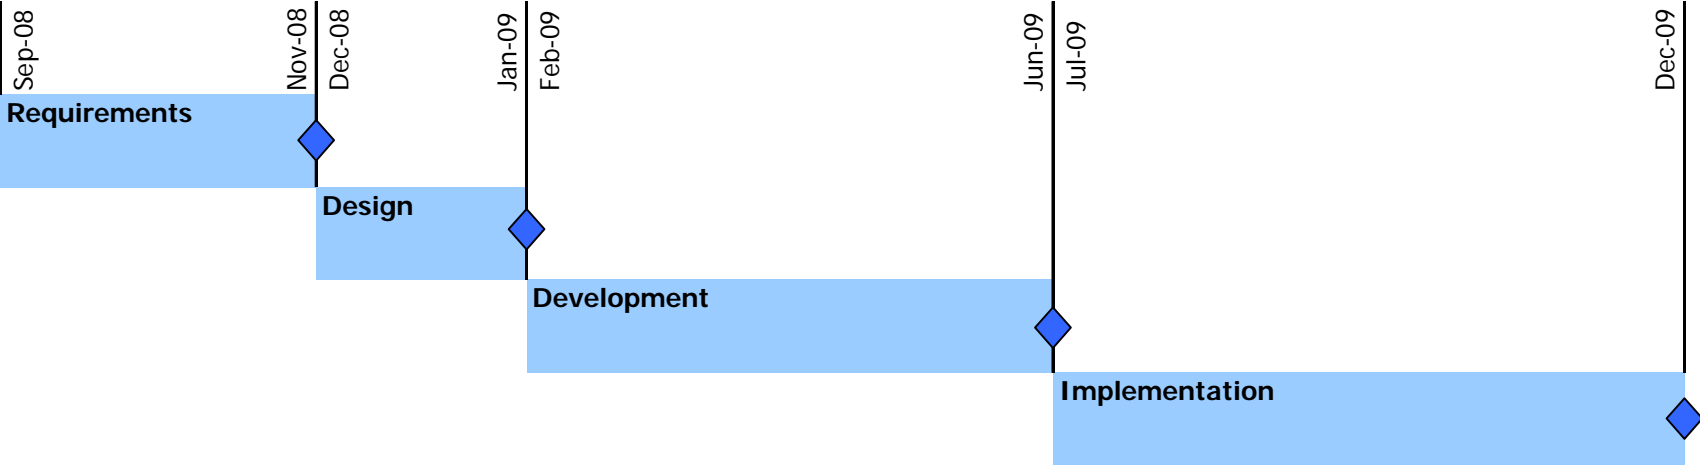 Sep-08
Nov-08
Dec-08
Jan-09
Feb-09
Jun-09
Jul-09
Dec-09
Requirements
Design
Development
Implementation